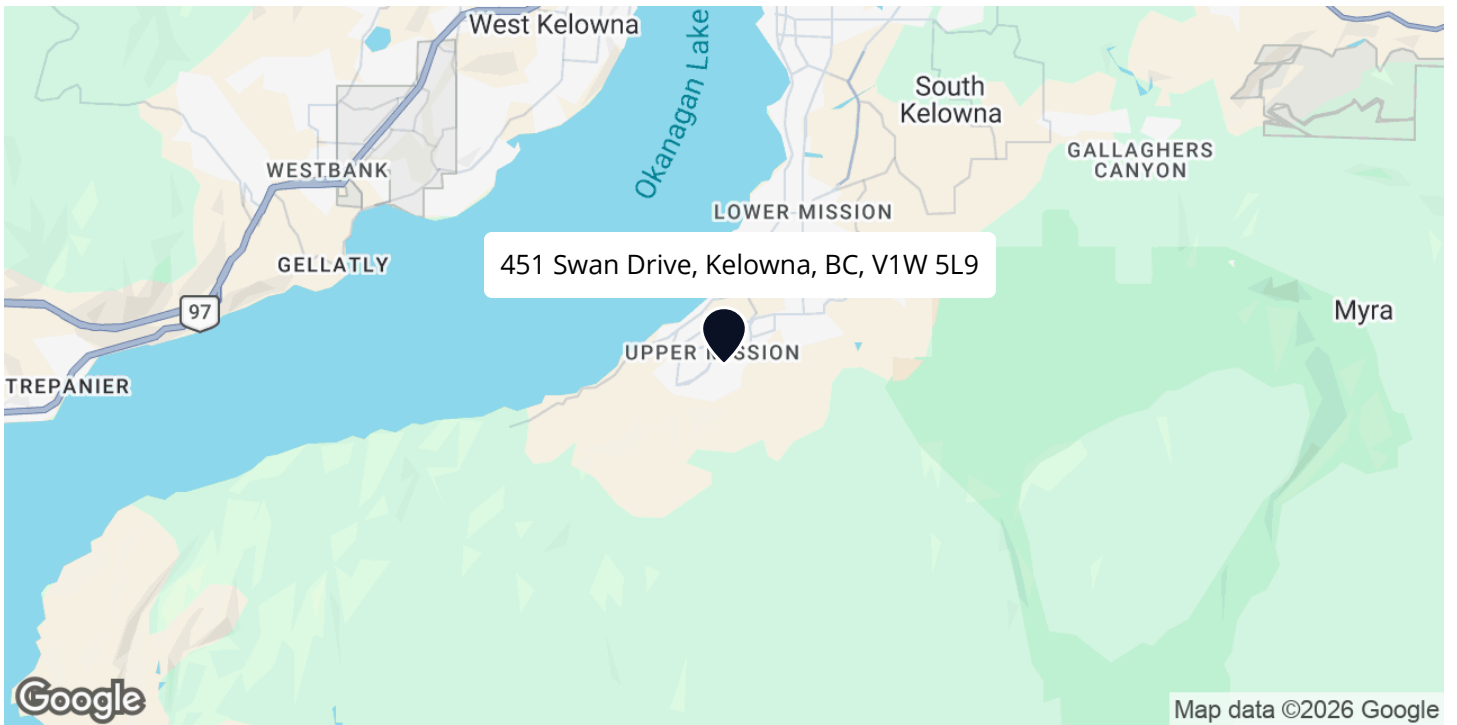 West Kelowna
Okanagan Lake
South
Kelowna
GALLAGHERS
CANYON
WESTBANK
LOWER MISSION
GELLATLY
451 Swan Drive, Kelowna, BC, V1W 5L9
97
Myra
UPPER MISSION
TREPANIER
Google
Map data ©2026 Google